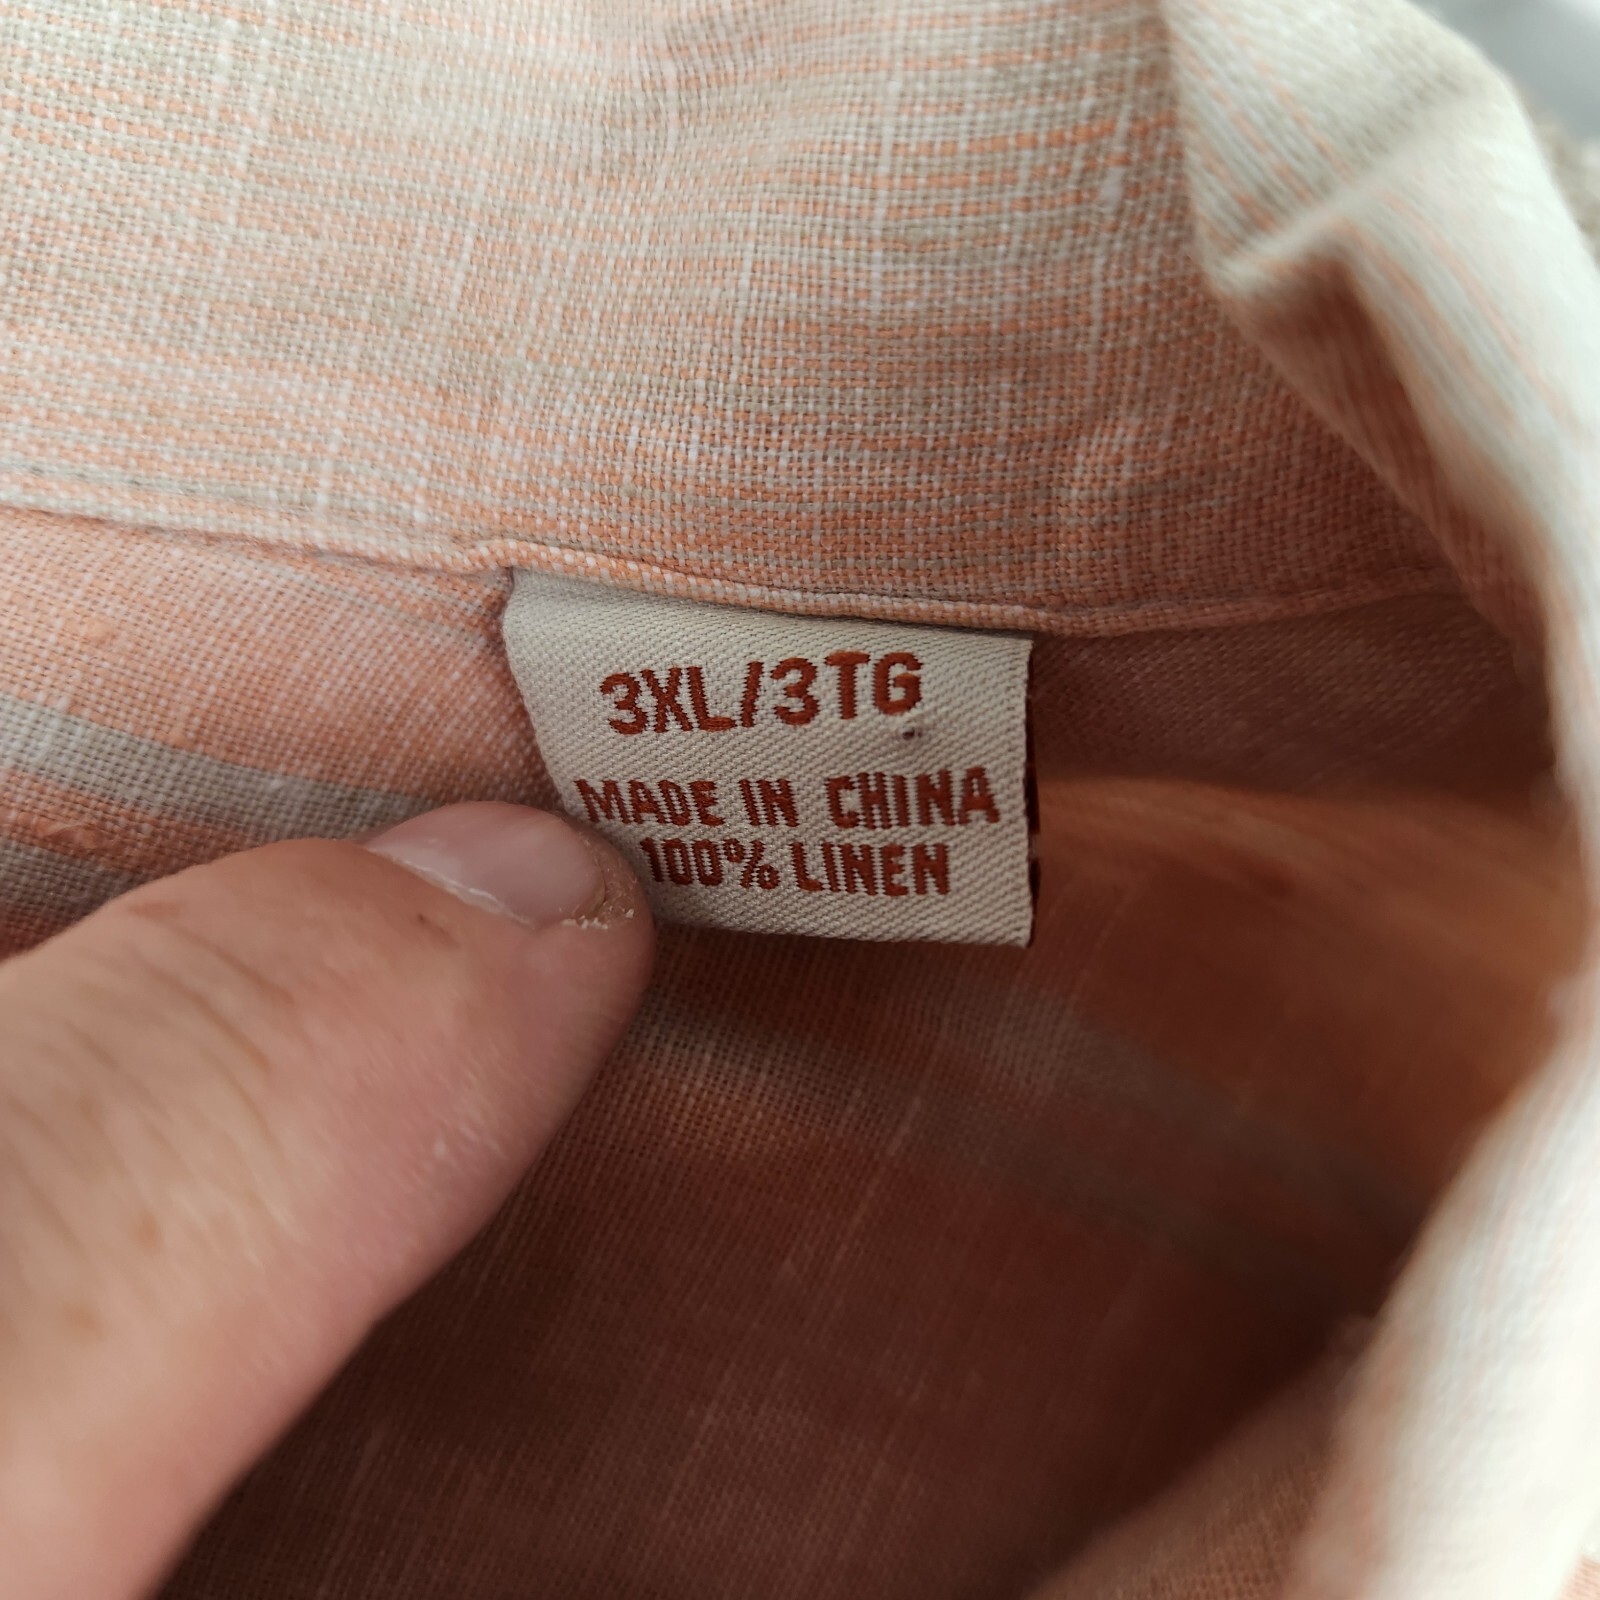 3XL/3TG
MADE IN CHINA
100% LINEN